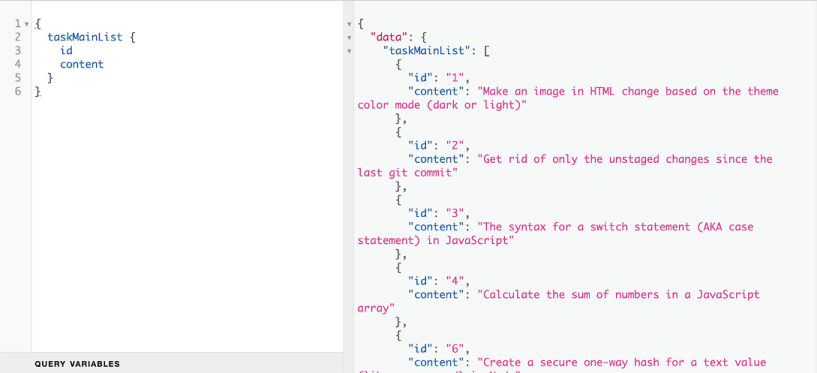 1 {
2 taskMainList {
3 id
4 content
5 }
6 }
QUERY VARIABLES
{
"data": {
"taskMainList": [
{
"id": "1",
"content": "Make an image in HTML change based on the theme
color mode (dark or light)"
},
{
"id": "2",
"content": "Get rid of only the unstaged changes since the
last git commit"
},
{
"id": "3",
"content": "The syntax for a switch statement (AKA case
statement) in JavaScript"
},
{
"id": "4",
"content": "Calculate the sum of numbers in a JavaScript
array"
},
{
"id": "6",
"content": "Create a secure one-way hash for a text value